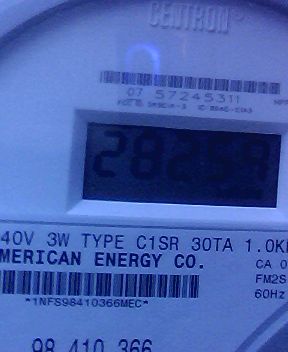 CENTRON
07 57245311
28259
40V 3W TYPE C1SR 30TA 1.0K
MERICAN ENERGY CO.
CA 0
FM2S
60Hz
*1NFS98410366MEC*
98 410 366